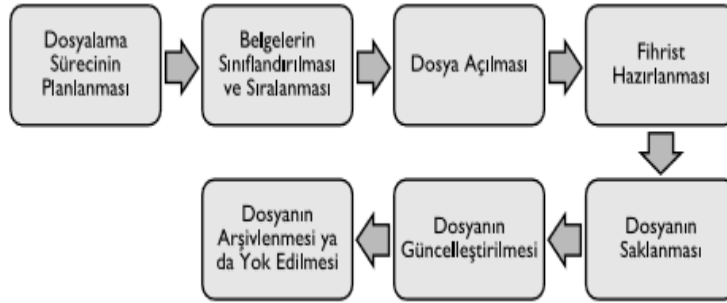 Dosyalama
Sürecinin
Planlanması
Belgelerin
Sınıflandırılması
ve Sıralanması
Dosya Açılması
Fihrist
Hazırlanması
Dosyanın
Saklanması
Dosyanın
Güncelleştirilmesi
Dosyanın
Arşivlenmesi ya
da Yok Edilmesi